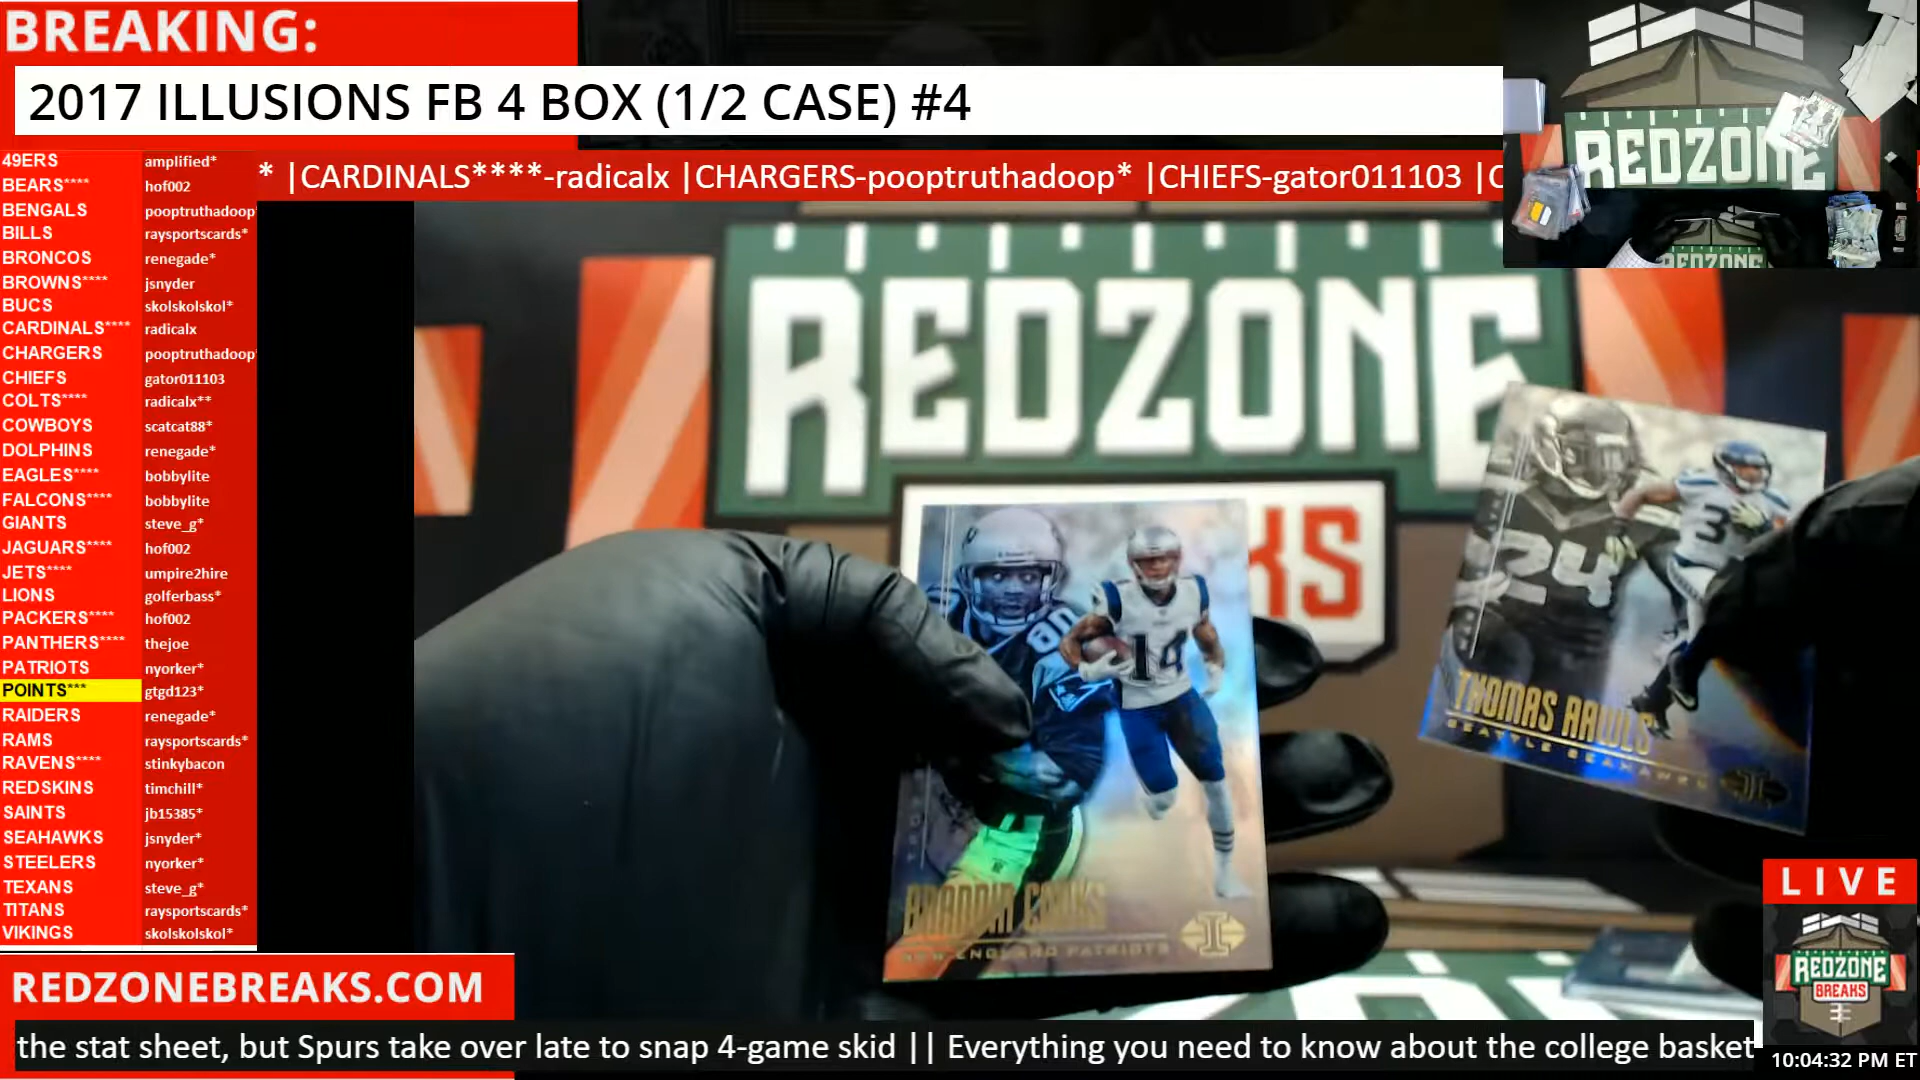 BREAKING:
2017 ILLUSIONS FB 4 BOX (1/2 CASE) #4
* |CARDINALS****-radicalx |CHARGERS-pooptruthadoop* |CHIEFS-gator011103 |C
49ERS amplified*
BEARS**** hof002
BENGALS pooptruthadoop
BILLS raysportscards*
BRONCOS renegade*
BROWNS**** jsnyder
BUCS skolskolskol*
CARDINALS**** radicalx
CHARGERS pooptruthadoop
CHIEFS gator011103
COLTS**** radicalx**
COWBOYS scatcat88*
DOLPHINS renegade*
EAGLES**** bobbylite
FALCONS**** bobbylite
GIANTS steve_g*
JAGUARS**** hof002
JETS**** umpire2hire
LIONS golferbass*
PACKERS**** hof002
PANTHERS**** thejoe
PATRIOTS nyorker*
POINTS*** gtgd123*
RAIDERS renegade*
RAMS raysportscards*
RAVENS**** stinkybacon
REDSKINS timchill*
SAINTS jb15385*
SEAHAWKS jsnyder*
STEELERS nyorker*
TEXANS steve_g*
TITANS raysportscards*
VIKINGS skolskolskol*
REDZONE
REDZONE
REDZONE
KS
24
3
THOMAS RAWLS
SEATTLE SEAHAWKS
80
14
BRANDIN COOKS
NEW ENGLAND PATRIOTS
I
LIVE
REDZONE
BREAKS
REDZONEBREAKS.COM
the stat sheet, but Spurs take over late to snap 4-game skid || Everything you need to know about the college basket
10:04:32 PM ET